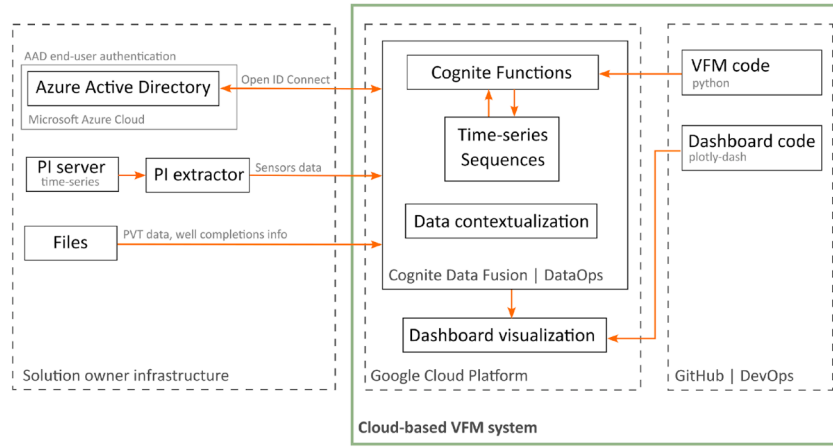 AAD end-user authentication
Azure Active Directory
Microsoft Azure Cloud
Open ID Connect
PI server
time-series
PI extractor
Sensors data
Files
PVT data, well completions info
Solution owner infrastructure
Cognite Functions
Time-series
Sequences
Data contextualization
Cognite Data Fusion | DataOps
Dashboard visualization
Google Cloud Platform
VFM code
python
Dashboard code
plotly-dash
GitHub | DevOps
Cloud-based VFM system